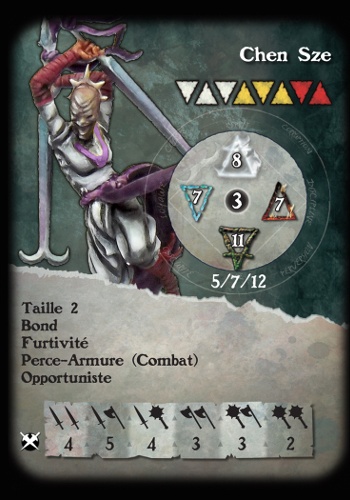 Chen Sze
8
7 3 7
11
5/7/12
Taille 2
Bond
Furtivité
Perce-Armure (Combat)
Opportuniste
4 5 4 3 3 2